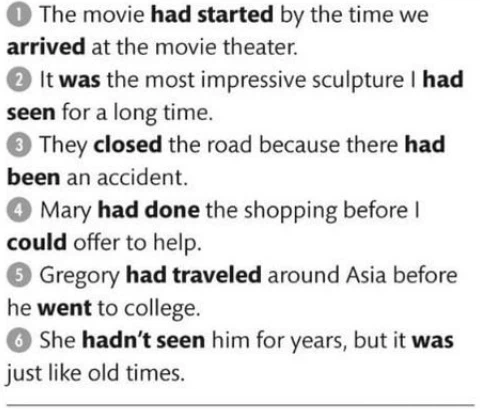 1 The movie had started by the time we
arrived at the movie theater.
2 It was the most impressive sculpture I had
seen for a long time.
3 They closed the road because there had
been an accident.
4 Mary had done the shopping before I
could offer to help.
5 Gregory had traveled around Asia before
he went to college.
6 She hadn’t seen him for years, but it was
just like old times.